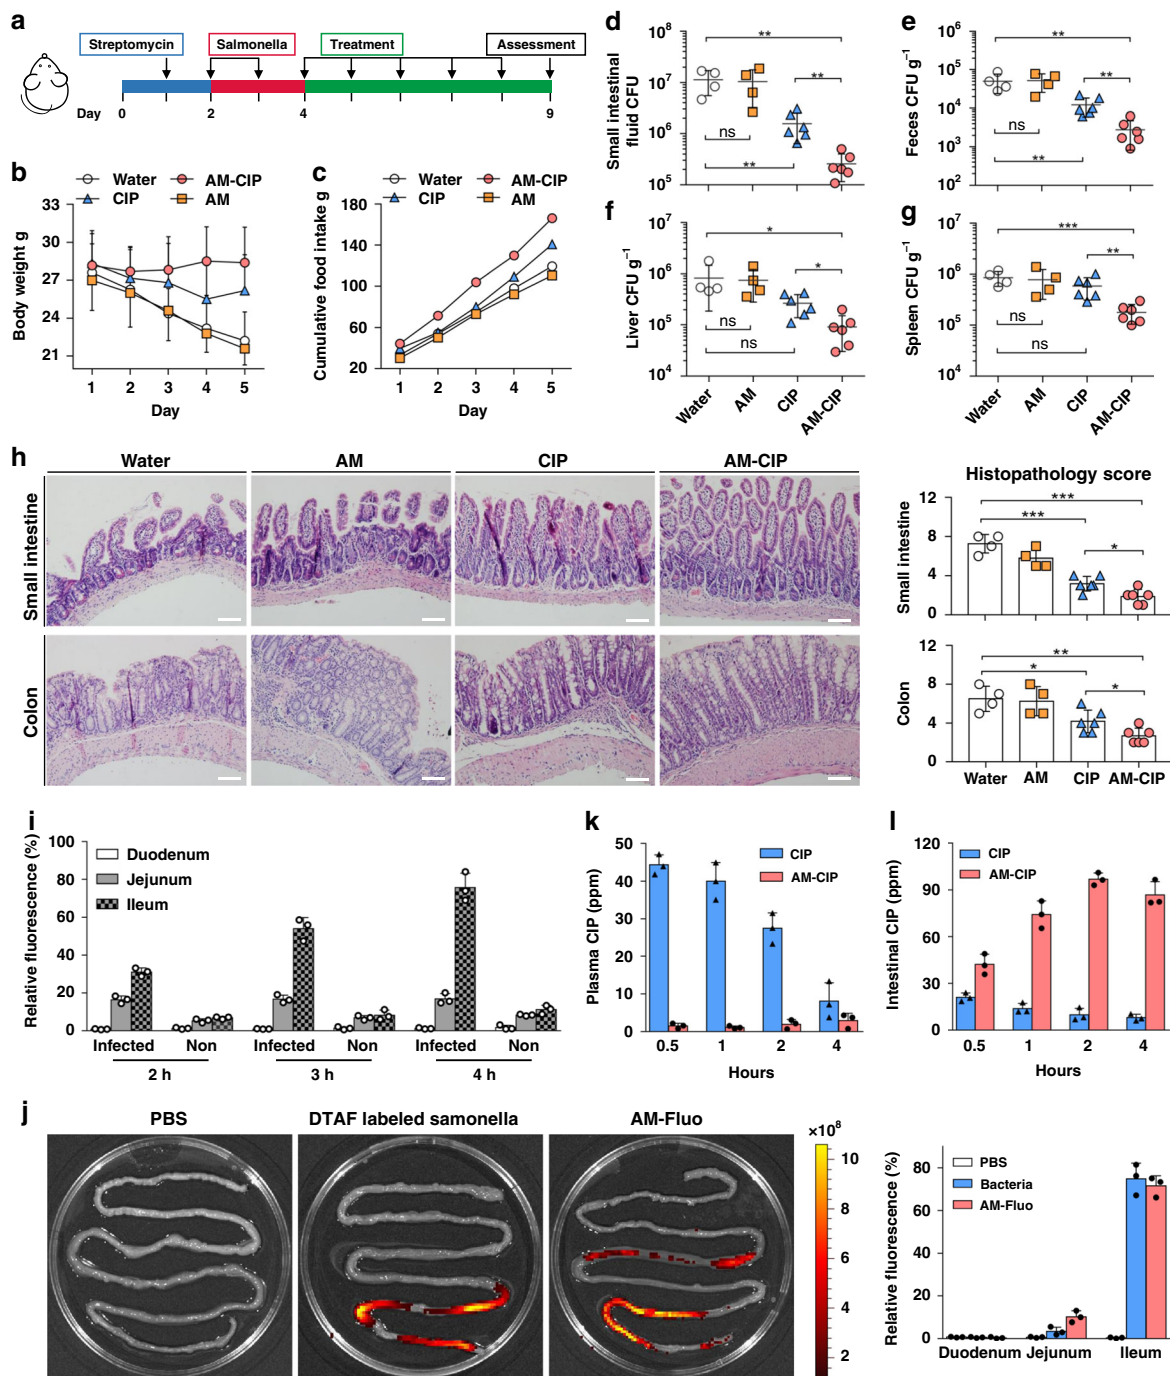 a
Streptomycin
Salmonella
Treatment
Assessment
Day
0
2
4
9
b
Water
AM-CIP
CIP
AM
Body weight g
33
30
27
24
21
1 2 3 4 5
Day
c
Water
AM-CIP
CIP
AM
Cumulative food intake g
180
140
100
60
20
1 2 3 4 5
Day
d
Small intestinal
fluid CFU
10⁸
10⁷
10⁶
10⁵
**
**
ns
**
e
Feces CFU g⁻¹
10⁶
10⁵
10⁴
10³
10²
**
**
ns
**
f
Liver CFU g⁻¹
10⁷
10⁶
10⁵
10⁴
*
*
ns
ns
Water AM CIP AM-CIP
g
Spleen CFU g⁻¹
10⁷
10⁶
10⁵
10⁴
***
**
ns
ns
Water AM CIP AM-CIP
h
Water AM CIP AM-CIP
Small intestine
Colon
Histopathology score
Small intestine
12
8
4
0
***
***
*
Colon
12
8
4
0
**
*
*
Water AM CIP AM-CIP
i
Relative fluorescence (%)
100
80
60
40
20
0
Duodenum
Jejunum
Ileum
Infected Non Infected Non Infected Non
2 h 3 h 4 h
k
Plasma CIP (ppm)
50
40
30
20
10
0
CIP
AM-CIP
0.5 1 2 4
Hours
l
Intestinal CIP (ppm)
120
90
60
30
0
CIP
AM-CIP
0.5 1 2 4
Hours
j
PBS
DTAF labeled samonella
AM-Fluo
×10⁸
10
8
6
4
2
Relative fluorescence (%)
80
60
40
20
0
PBS
Bacteria
AM-Fluo
Duodenum Jejunum Ileum